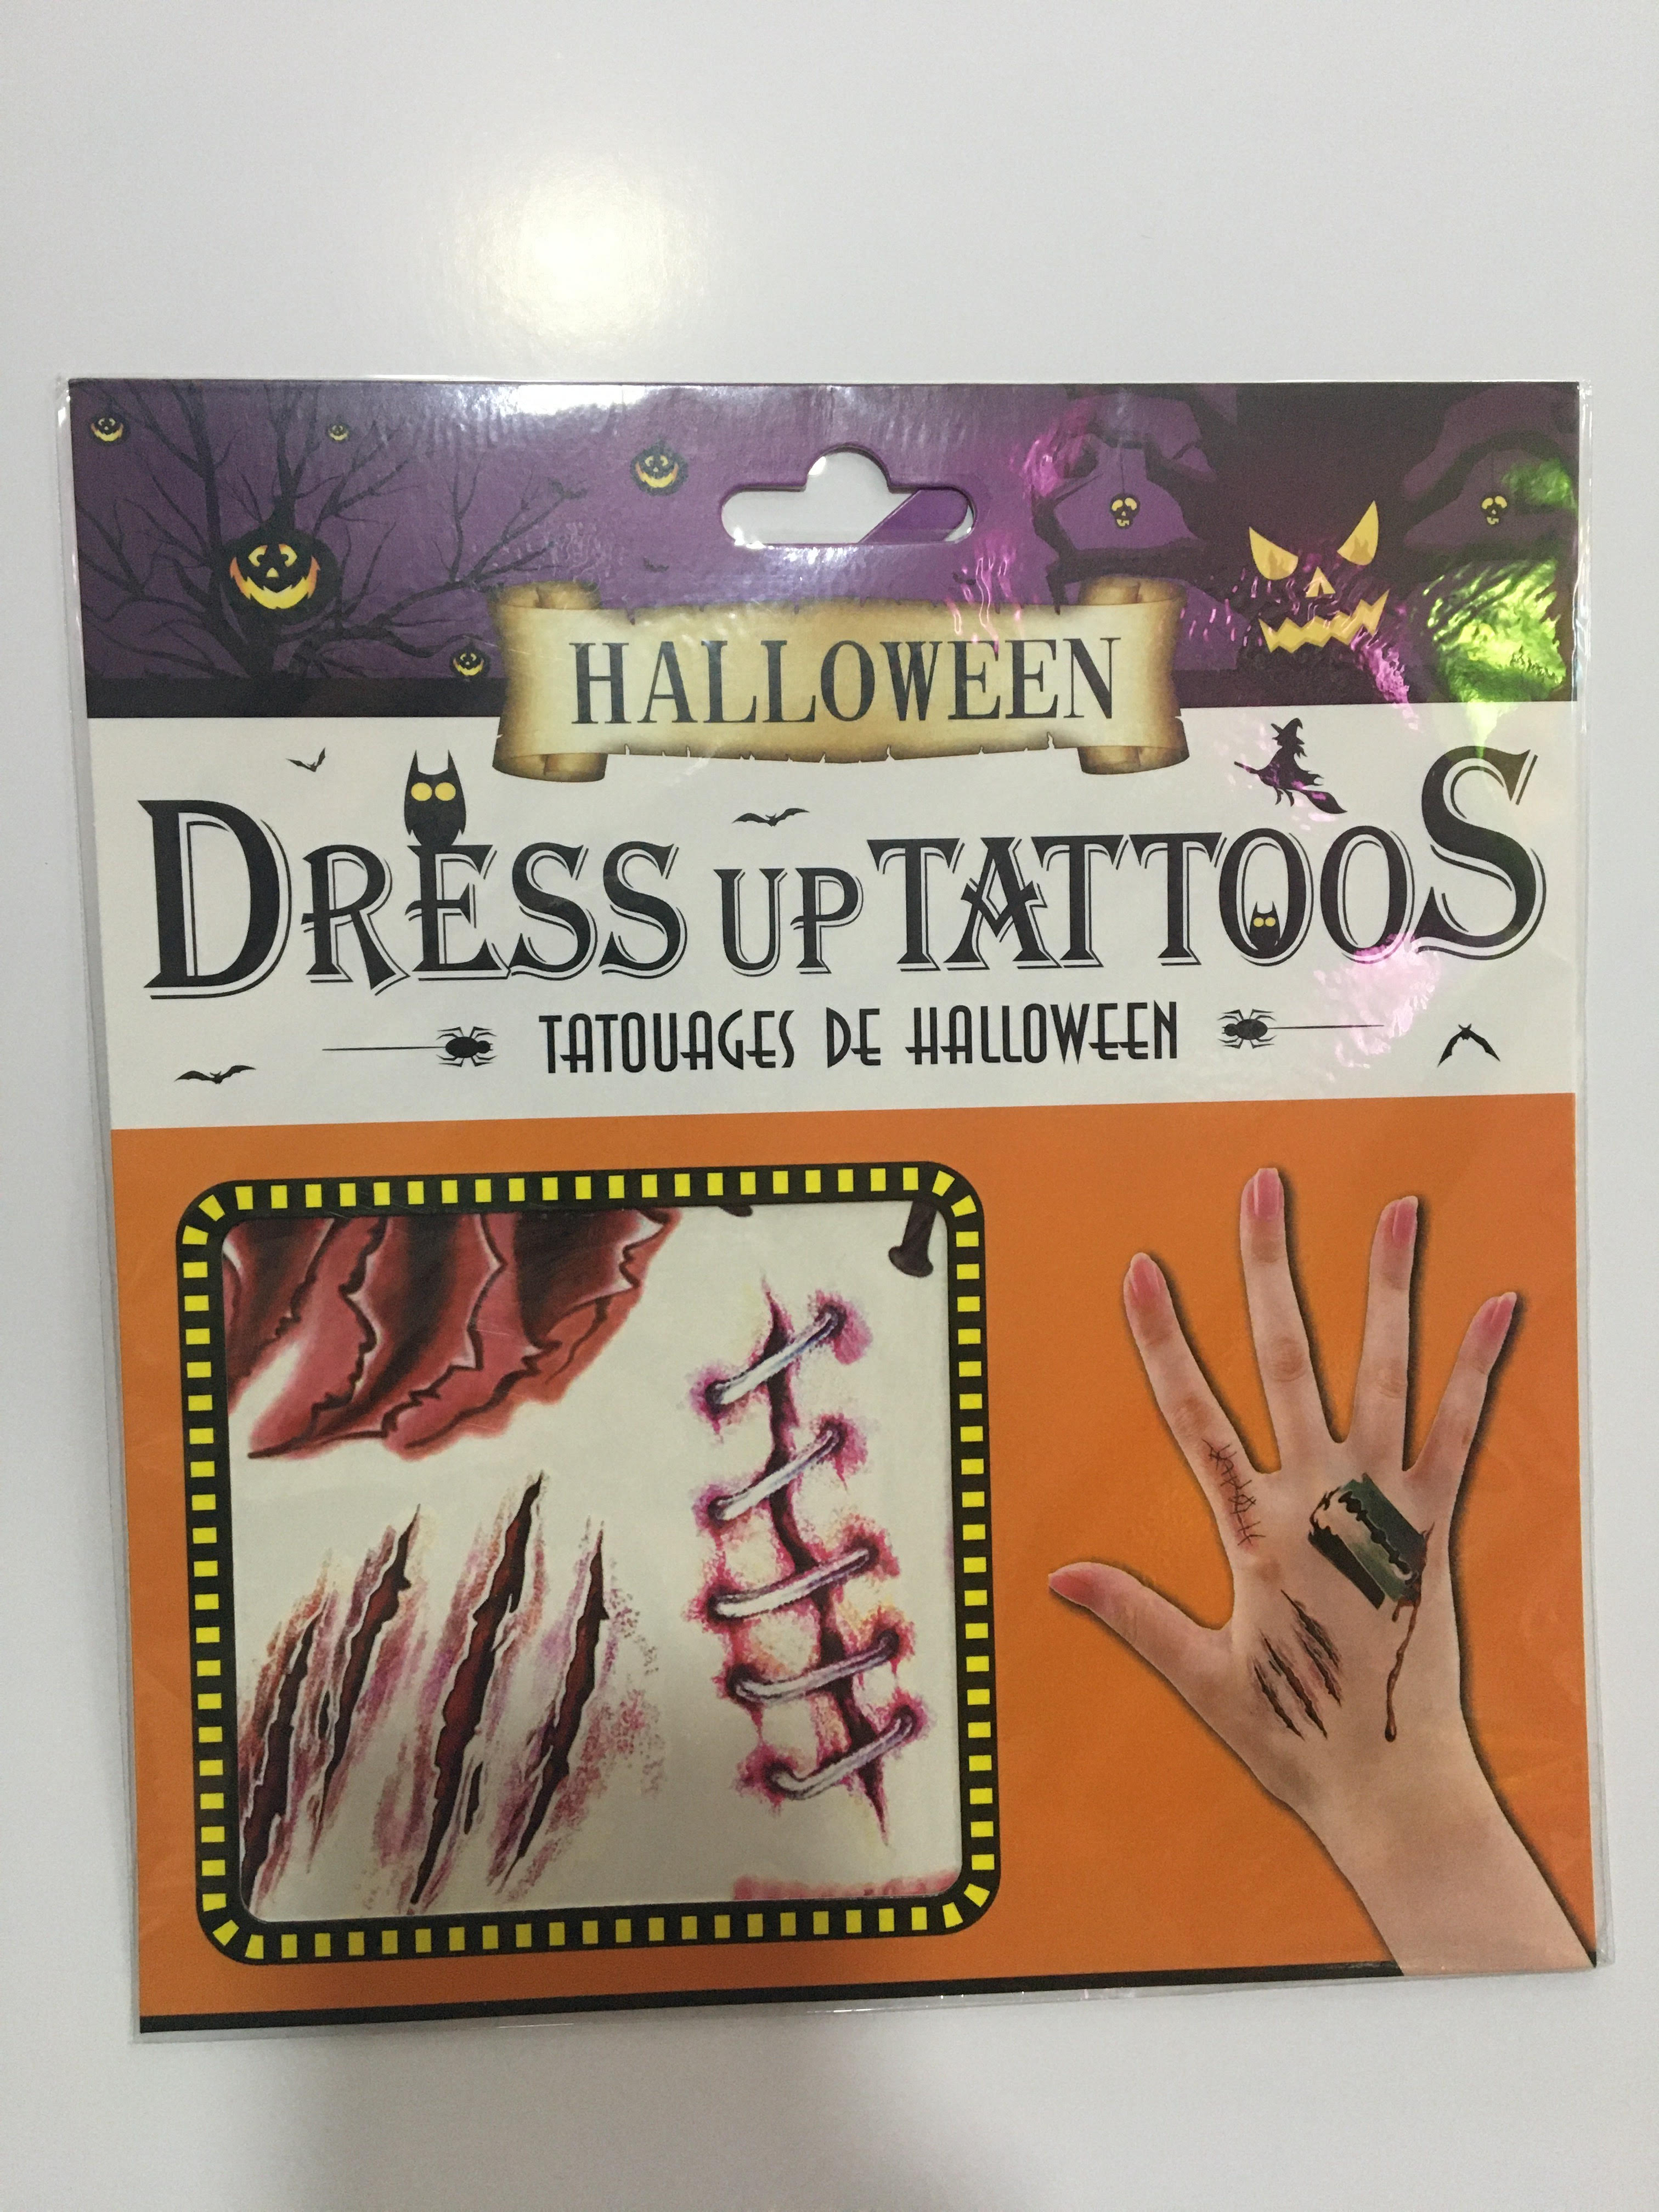 HALLOWEEN
DRESS UP TATTOOS
TATOUAGES DE HALLOWEEN